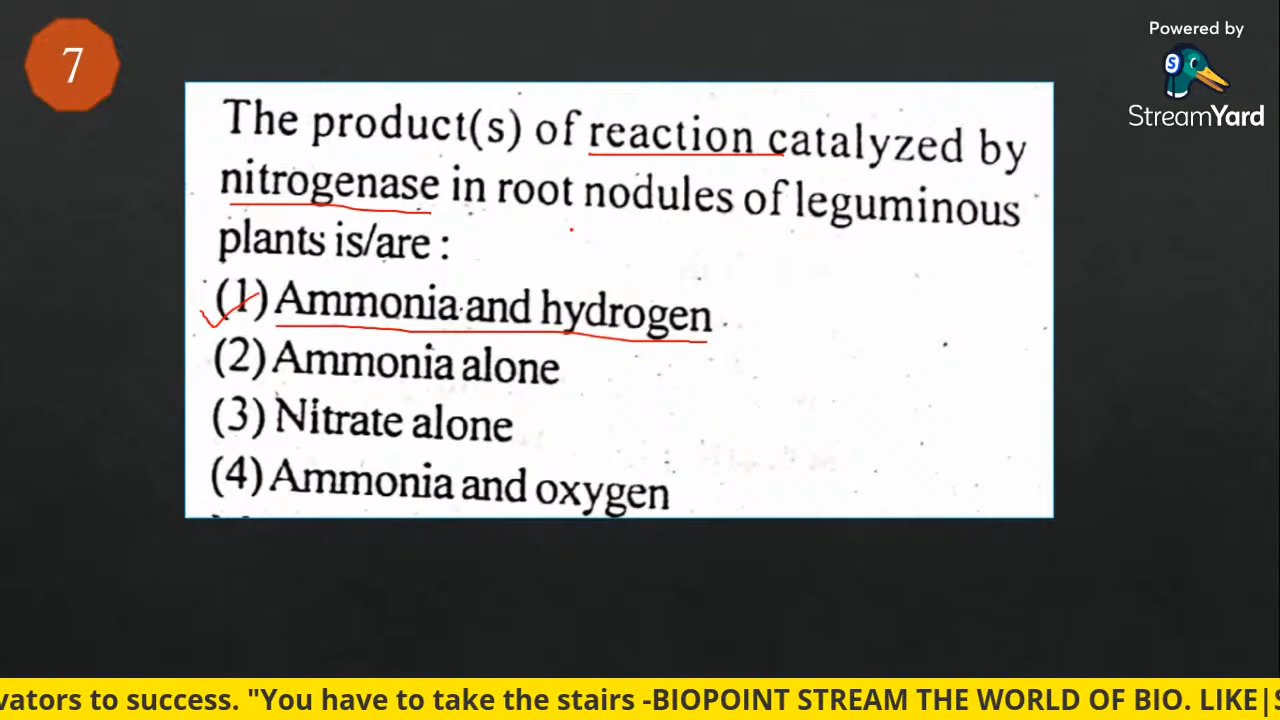 7
Powered by
StreamYard
The product(s) of reaction catalyzed by
nitrogenase in root nodules of leguminous
plants is/are :
(1) Ammonia and hydrogen
(2) Ammonia alone
(3) Nitrate alone
(4) Ammonia and oxygen
vators to success. "You have to take the stairs -BIOPOINT STREAM THE WORLD OF BIO. LIKE|S